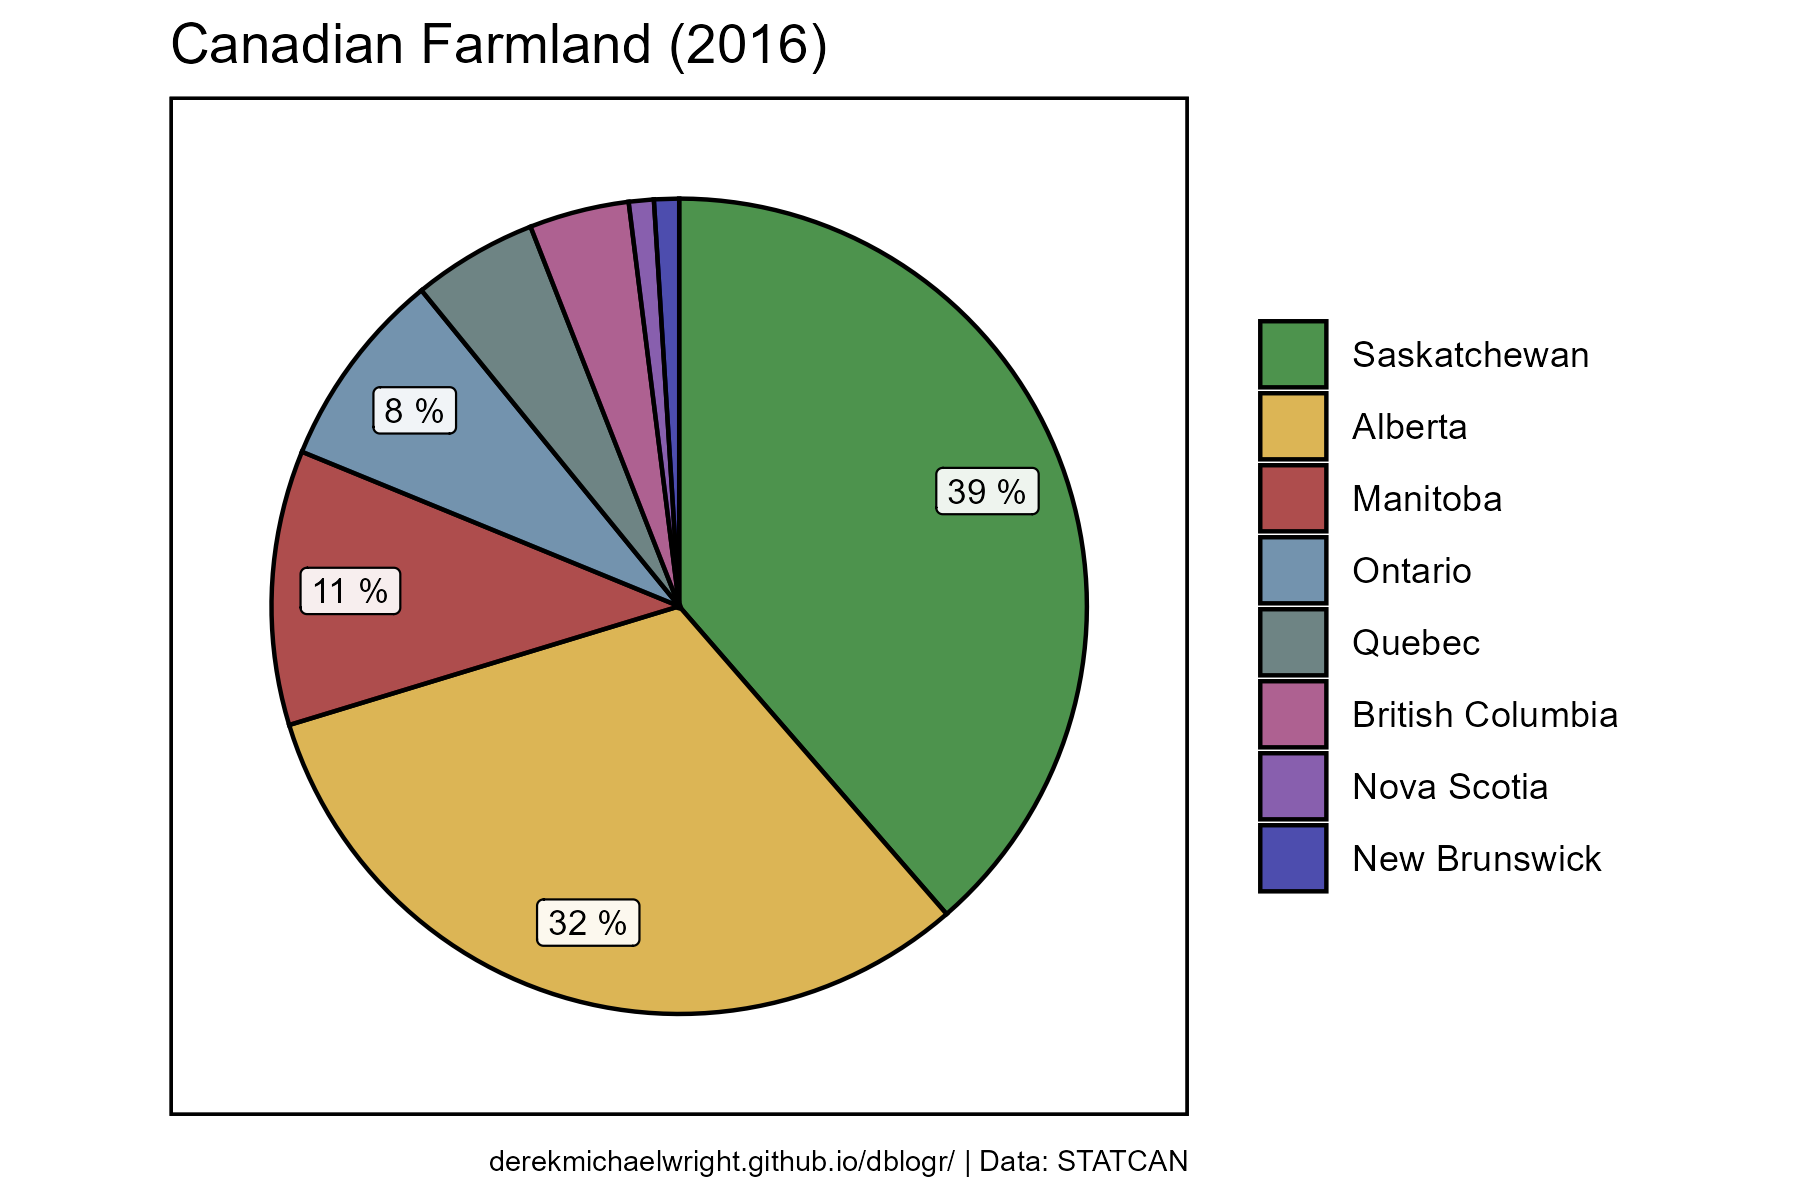 Canadian Farmland (2016)
8 %
39 %
11 %
32 %
Saskatchewan
Alberta
Manitoba
Ontario
Quebec
British Columbia
Nova Scotia
New Brunswick
derekmichaelwright.github.io/dblogr/ | Data: STATCAN